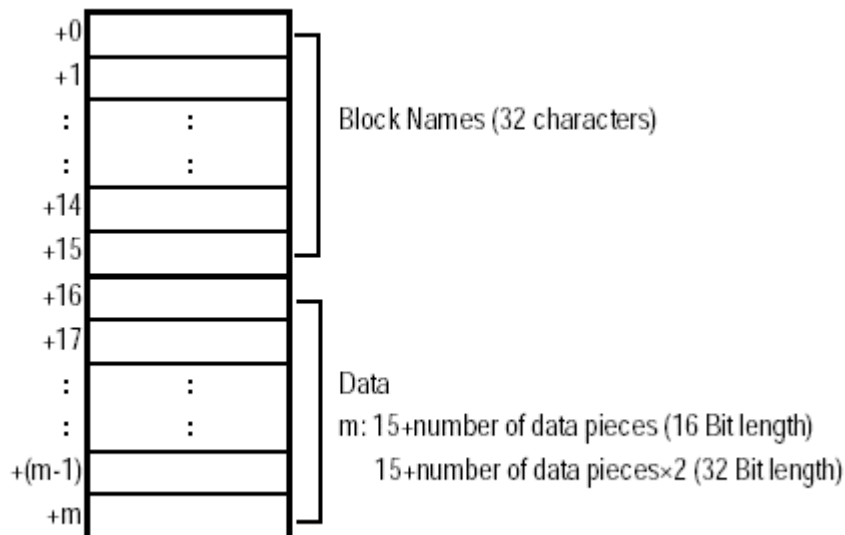 +0
+1
: :
Block Names (32 characters)
: :
+14
+15
+16
+17
: :
Data
: :
m: 15+number of data pieces (16 Bit length)
+(m-1)
15+number of data pieces×2 (32 Bit length)
+m